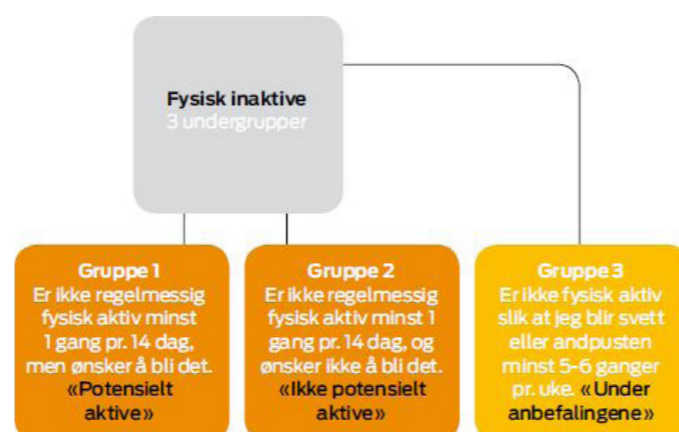 Fysisk inaktive
3 undergrupper
Gruppe 1
Er ikke regelmessig
fysisk aktiv minst
1 gang pr. 14 dag,
men ønsker å bli det.
«Potensielt
aktive»
Gruppe 2
Er ikke regelmessig
fysisk aktiv minst 1
gang pr. 14 dag, og
ønsker ikke å bli det.
«Ikke potensielt
aktive»
Gruppe 3
Er ikke fysisk aktiv
slik at jeg blir svett
eller andpusten
minst 5-6 ganger
pr. uke. «Under
anbefalingene»